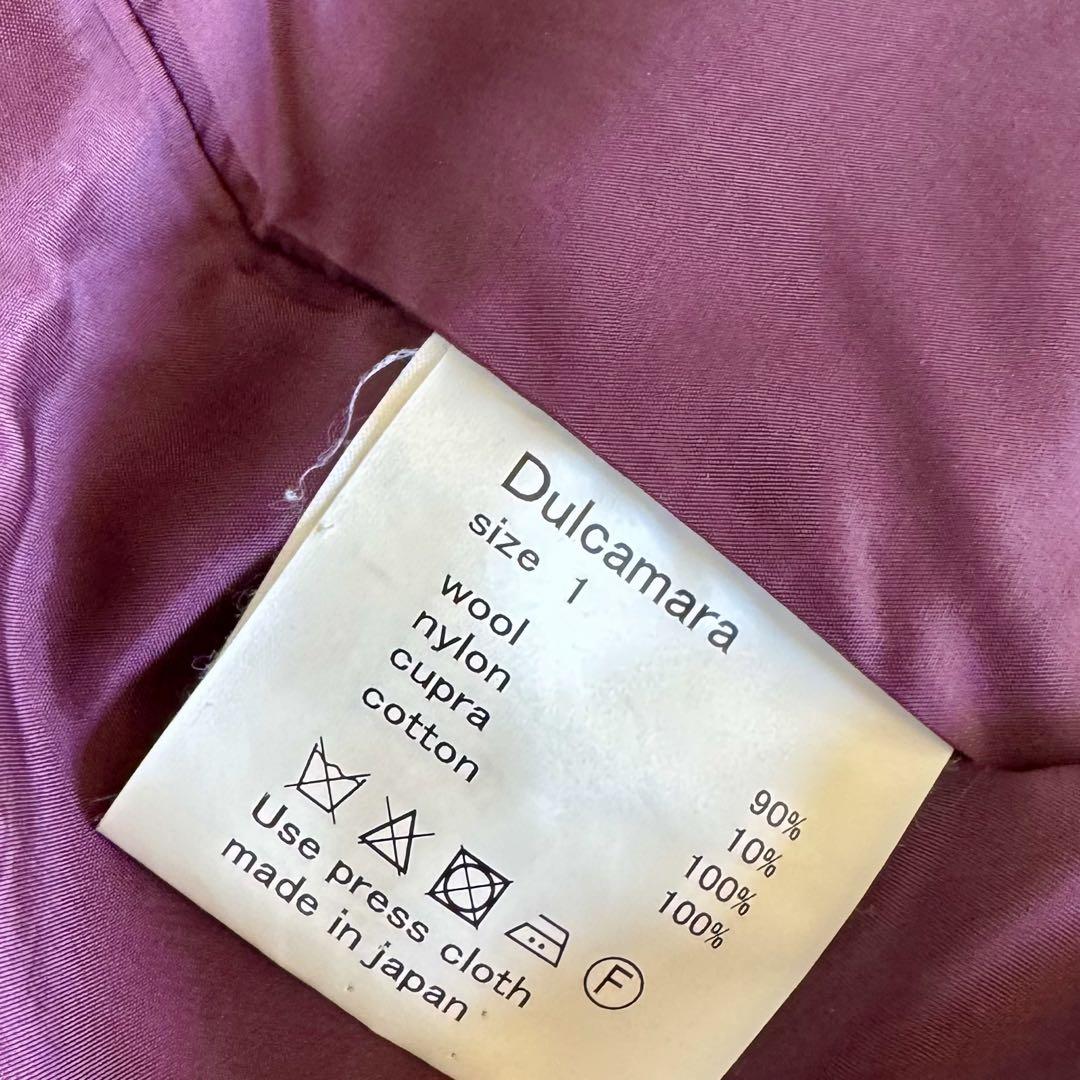 Dulcamara
size 1
wool 90%
nylon 10%
cupra 100%
cotton 100%
F
Use press cloth
made in japan